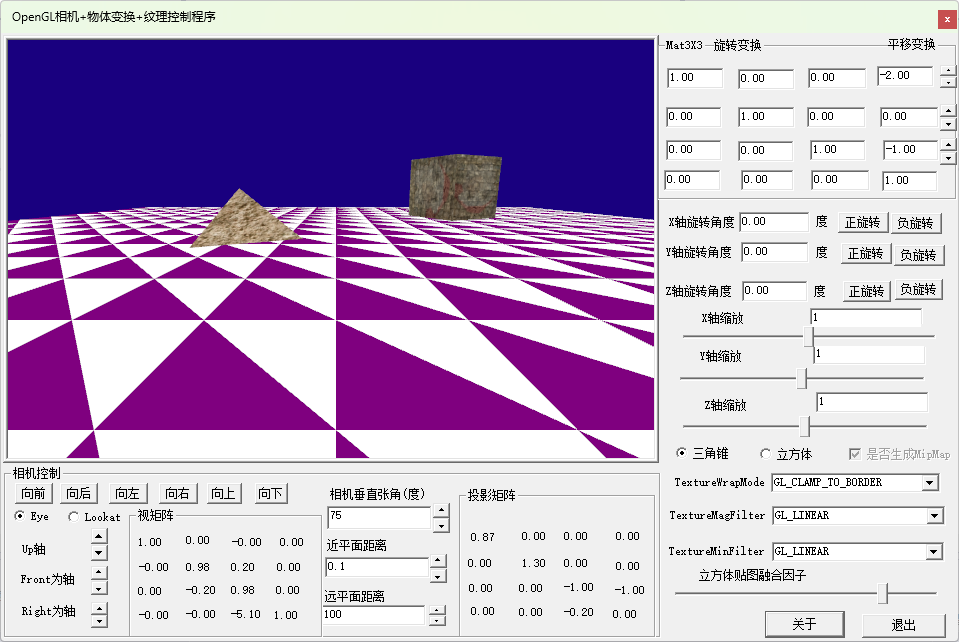 OpenGL相机+物体变换+纹理控制程序
x
Mat3X3 旋转变换 平移变换
1.00 0.00 0.00 -2.00
0.00 1.00 0.00 0.00
0.00 0.00 1.00 -1.00
0.00 0.00 0.00 1.00
X轴旋转角度 0.00 度 正旋转 负旋转
Y轴旋转角度 0.00 度 正旋转 负旋转
Z轴旋转角度 0.00 度 正旋转 负旋转
X轴缩放 1
Y轴缩放 1
Z轴缩放 1
三角锥 立方体 是否生成MipMap
TextureWrapMode GL_CLAMP_TO_BORDER
TextureMagFilter GL_LINEAR
TextureMinFilter GL_LINEAR
立方体贴图融合因子
关于 退出
相机控制
向前 向后 向左 向右 向上 向下
Eye Lookat
Up轴
Front为轴
Right为轴
视矩阵
1.00 0.00 -0.00 0.00
-0.00 0.98 0.20 0.00
0.00 -0.20 0.98 0.00
-0.00 -0.00 -5.10 1.00
相机垂直张角(度)
75
近平面距离
0.1
远平面距离
100
投影矩阵
0.87 0.00 0.00 0.00
0.00 1.30 0.00 0.00
0.00 0.00 -1.00 -1.00
0.00 0.00 -0.20 0.00